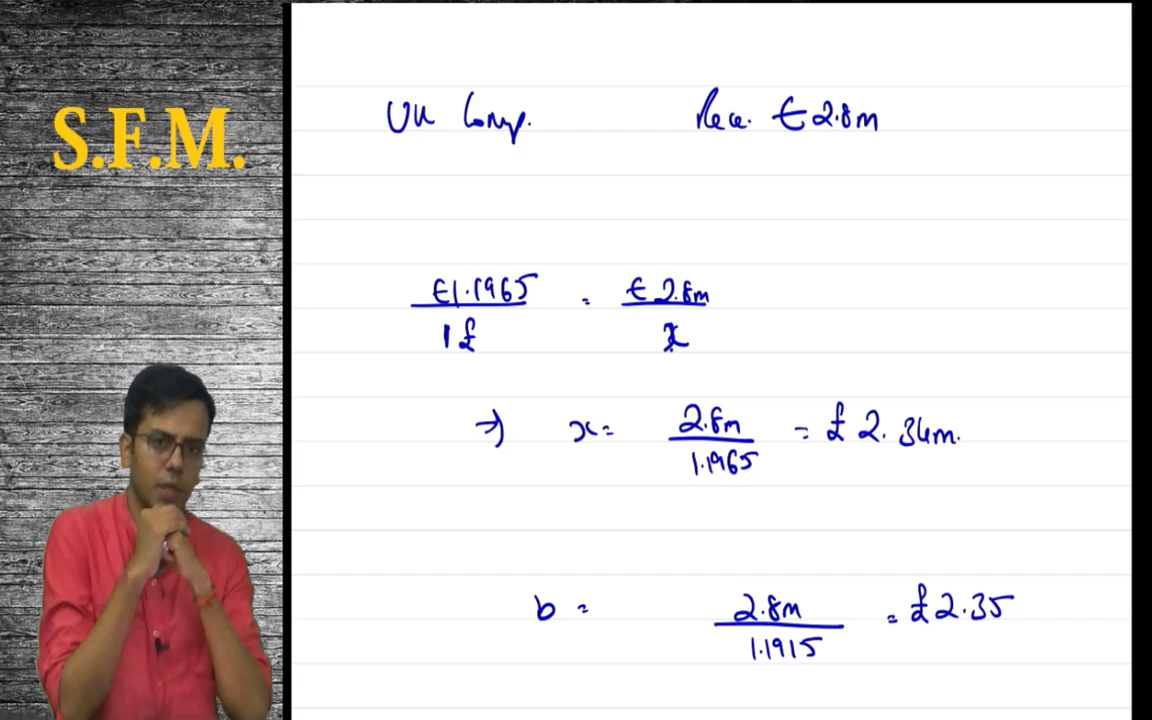 S.F.M.
UK Comp. Rece. €2.8m
€1.1965 / 1£ = €2.8m / x
⇒ x = 2.8m / 1.1965 = £2.34m.
b = 2.8m / 1.1915 = £2.35